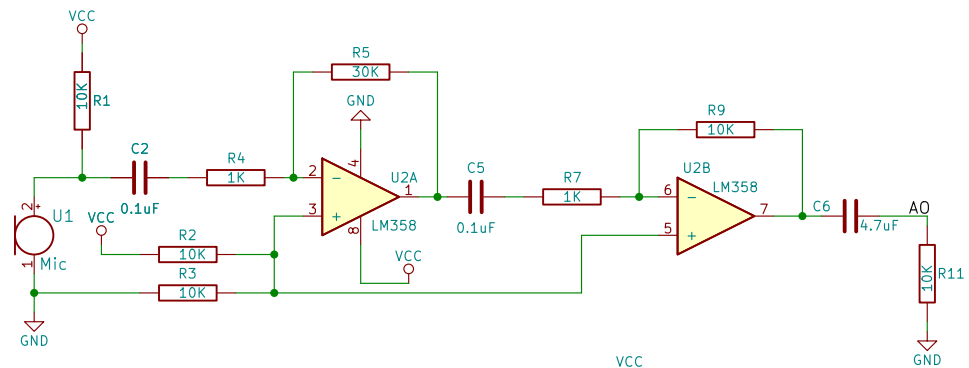 VCC
10K
R1
C2
0.1uF
R4
1K
R5
30K
GND
4
2
3
8
1
U2A
LM358
VCC
C5
0.1uF
R7
1K
R9
10K
U2B
LM358
6
5
7
C6
4.7uF
AO
10K
R11
GND
2
+
U1
1
Mic
GND
VCC
R2
10K
R3
10K
VCC